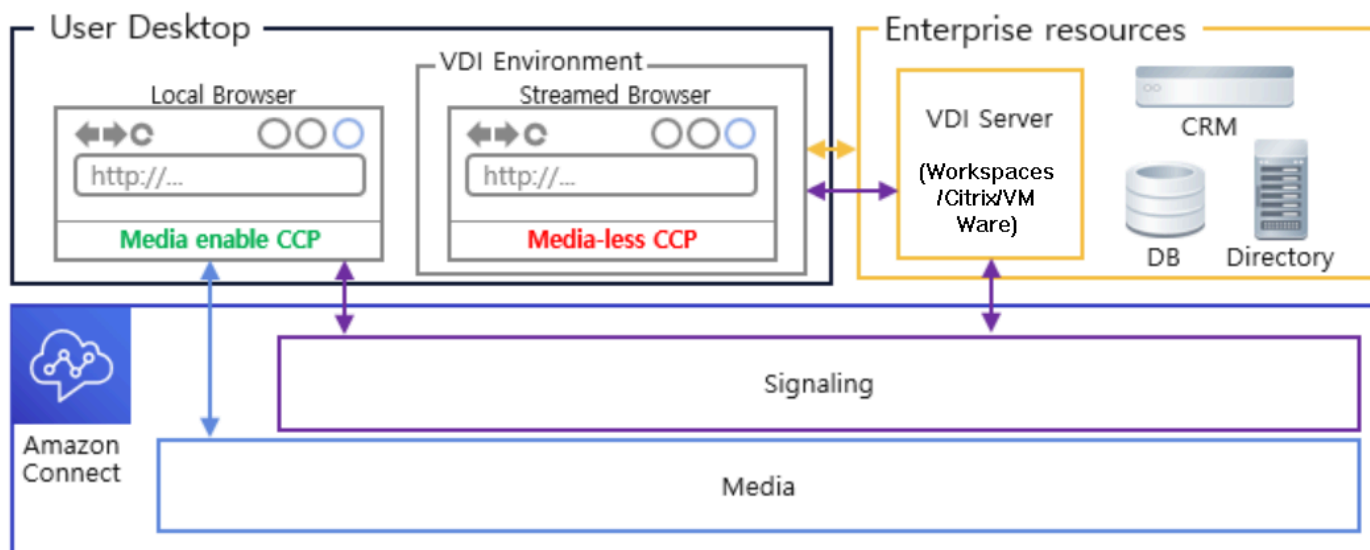 User Desktop
Enterprise resources
VDI Environment
Local Browser
Streamed Browser
http://...
http://...
Media enable CCP
Media-less CCP
VDI Server
(Workspaces
/Citrix/VM
Ware)
CRM
DB
Directory
Amazon
Connect
Signaling
Media